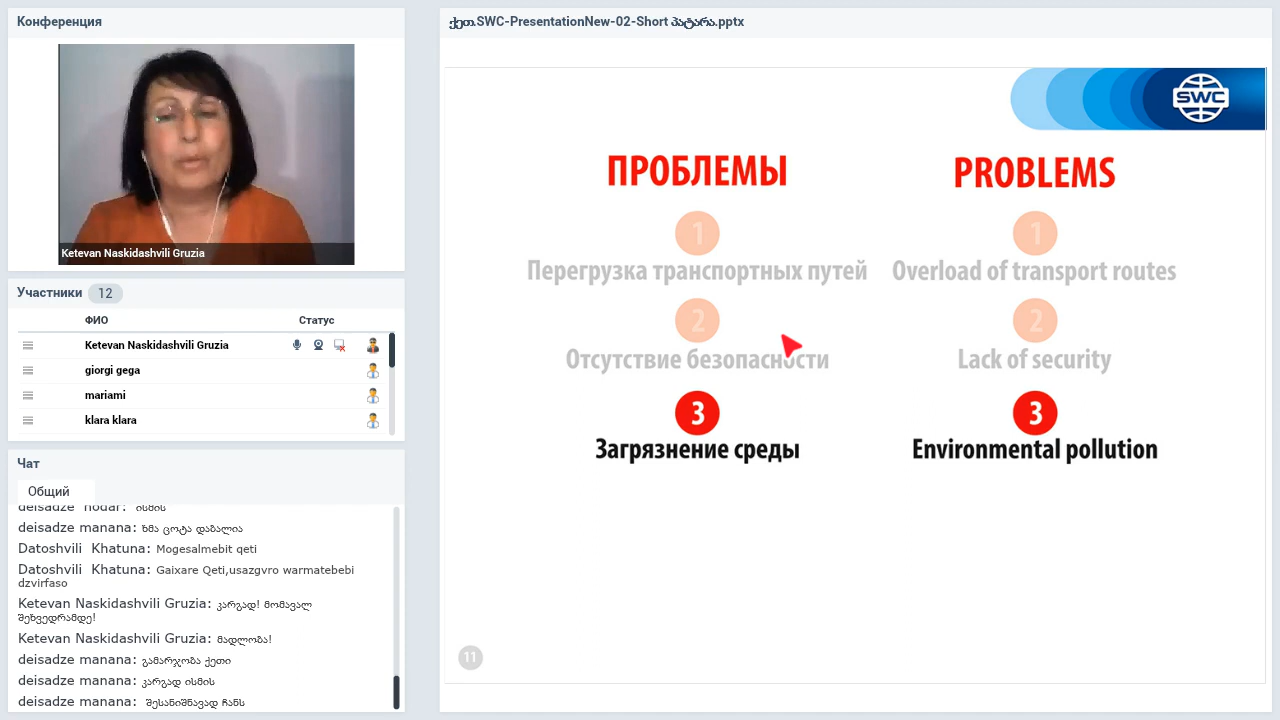 Конференция
Ketevan Naskidashvili Gruzia
Участники 12
ФИО Статус
Ketevan Naskidashvili Gruzia
giorgi gega
mariami
klara klara
Чат
Общий
deisadze nodar: ისმის
deisadze manana: ხმა ცოტა დაბალია
Datoshvili Khatuna: Mogesalmebit qeti
Datoshvili Khatuna: Gaixare Qeti,usazgvro warmatebebi
dzvirfaso
Ketevan Naskidashvili Gruzia: კარგად! მომავალ
შეხვედრამდე!
Ketevan Naskidashvili Gruzia: მადლობა!
deisadze manana: გამარჯობა ქეთი
deisadze manana: კარგად ისმის
deisadze manana: შესანიშნავად ჩანს
ქეთ.SWC-PresentationNew-02-Short პატარა.pptx
SWC
ПРОБЛЕМЫ PROBLEMS
1 1
Перегрузка транспортных путей Overload of transport routes
2 2
Отсутствие безопасности Lack of security
3 3
Загрязнение среды Environmental pollution
11